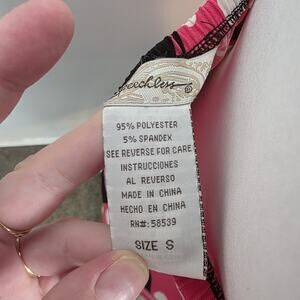 Speechless ®
95% POLYESTER
5% SPANDEX
SEE REVERSE FOR CARE
INSTRUCCIONES
AL REVERSO
MADE IN CHINA
HECHO EN CHINA
RN#: 58539
SIZE S